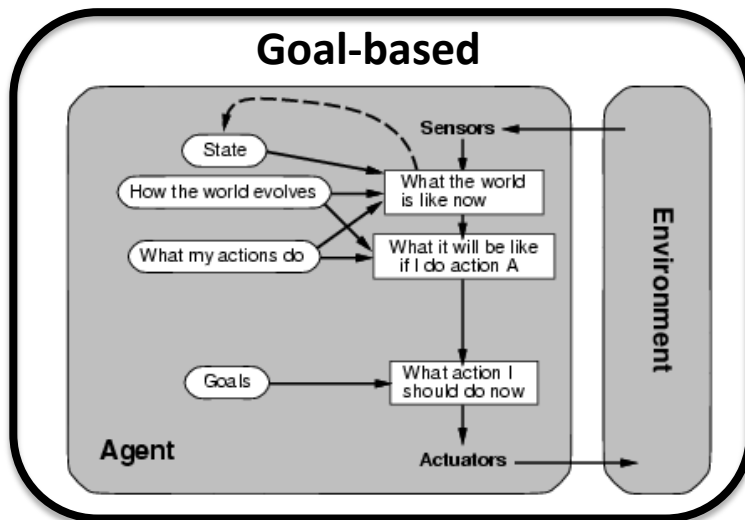 Goal-based
Sensors
State
How the world evolves
What the world
is like now
What my actions do
What it will be like
if I do action A
Goals
What action I
should do now
Agent
Actuators
Environment